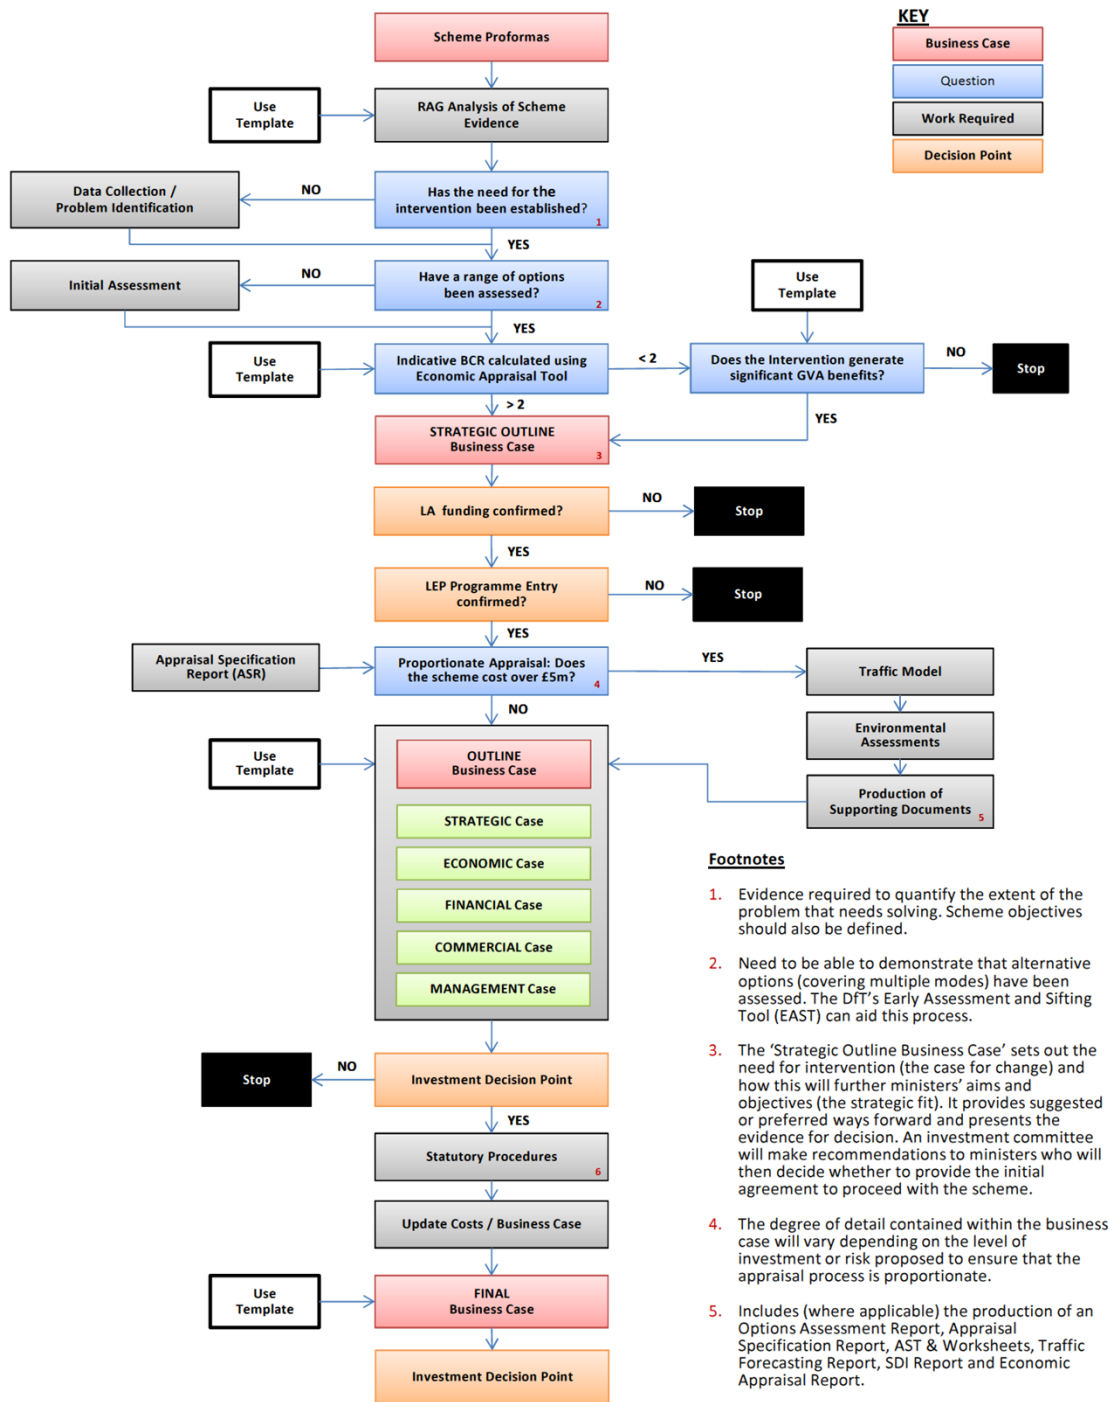 KEY
Business Case
Question
Work Required
Decision Point
Scheme Proformas
Use
Template
RAG Analysis of Scheme
Evidence
Data Collection /
Problem Identification
NO
Has the need for the
intervention been established?
1
YES
Initial Assessment
NO
Have a range of options
been assessed?
2
YES
Use
Template
Use
Template
Indicative BCR calculated using
Economic Appraisal Tool
< 2
Does the Intervention generate
significant GVA benefits?
NO
Stop
> 2
YES
STRATEGIC OUTLINE
Business Case
3
LA funding confirmed?
NO
Stop
YES
LEP Programme Entry
confirmed?
NO
Stop
YES
Appraisal Specification
Report (ASR)
Proportionate Appraisal: Does
the scheme cost over £5m?
4
YES
Traffic Model
NO
Environmental
Assessments
Production of
Supporting Documents
5
Use
Template
OUTLINE
Business Case
STRATEGIC Case
ECONOMIC Case
FINANCIAL Case
COMMERCIAL Case
MANAGEMENT Case
Stop
NO
Investment Decision Point
YES
Statutory Procedures
6
Update Costs / Business Case
Use
Template
FINAL
Business Case
Investment Decision Point
Footnotes
1. Evidence required to quantify the extent of the
problem that needs solving. Scheme objectives
should also be defined.
2. Need to be able to demonstrate that alternative
options (covering multiple modes) have been
assessed. The DfT's Early Assessment and Sifting
Tool (EAST) can aid this process.
3. The 'Strategic Outline Business Case' sets out the
need for intervention (the case for change) and
how this will further ministers' aims and
objectives (the strategic fit). It provides suggested
or preferred ways forward and presents the
evidence for decision. An investment committee
will make recommendations to ministers who will
then decide whether to provide the initial
agreement to proceed with the scheme.
4. The degree of detail contained within the business
case will vary depending on the level of
investment or risk proposed to ensure that the
appraisal process is proportionate.
5. Includes (where applicable) the production of an
Options Assessment Report, Appraisal
Specification Report, AST & Worksheets, Traffic
Forecasting Report, SDI Report and Economic
Appraisal Report.